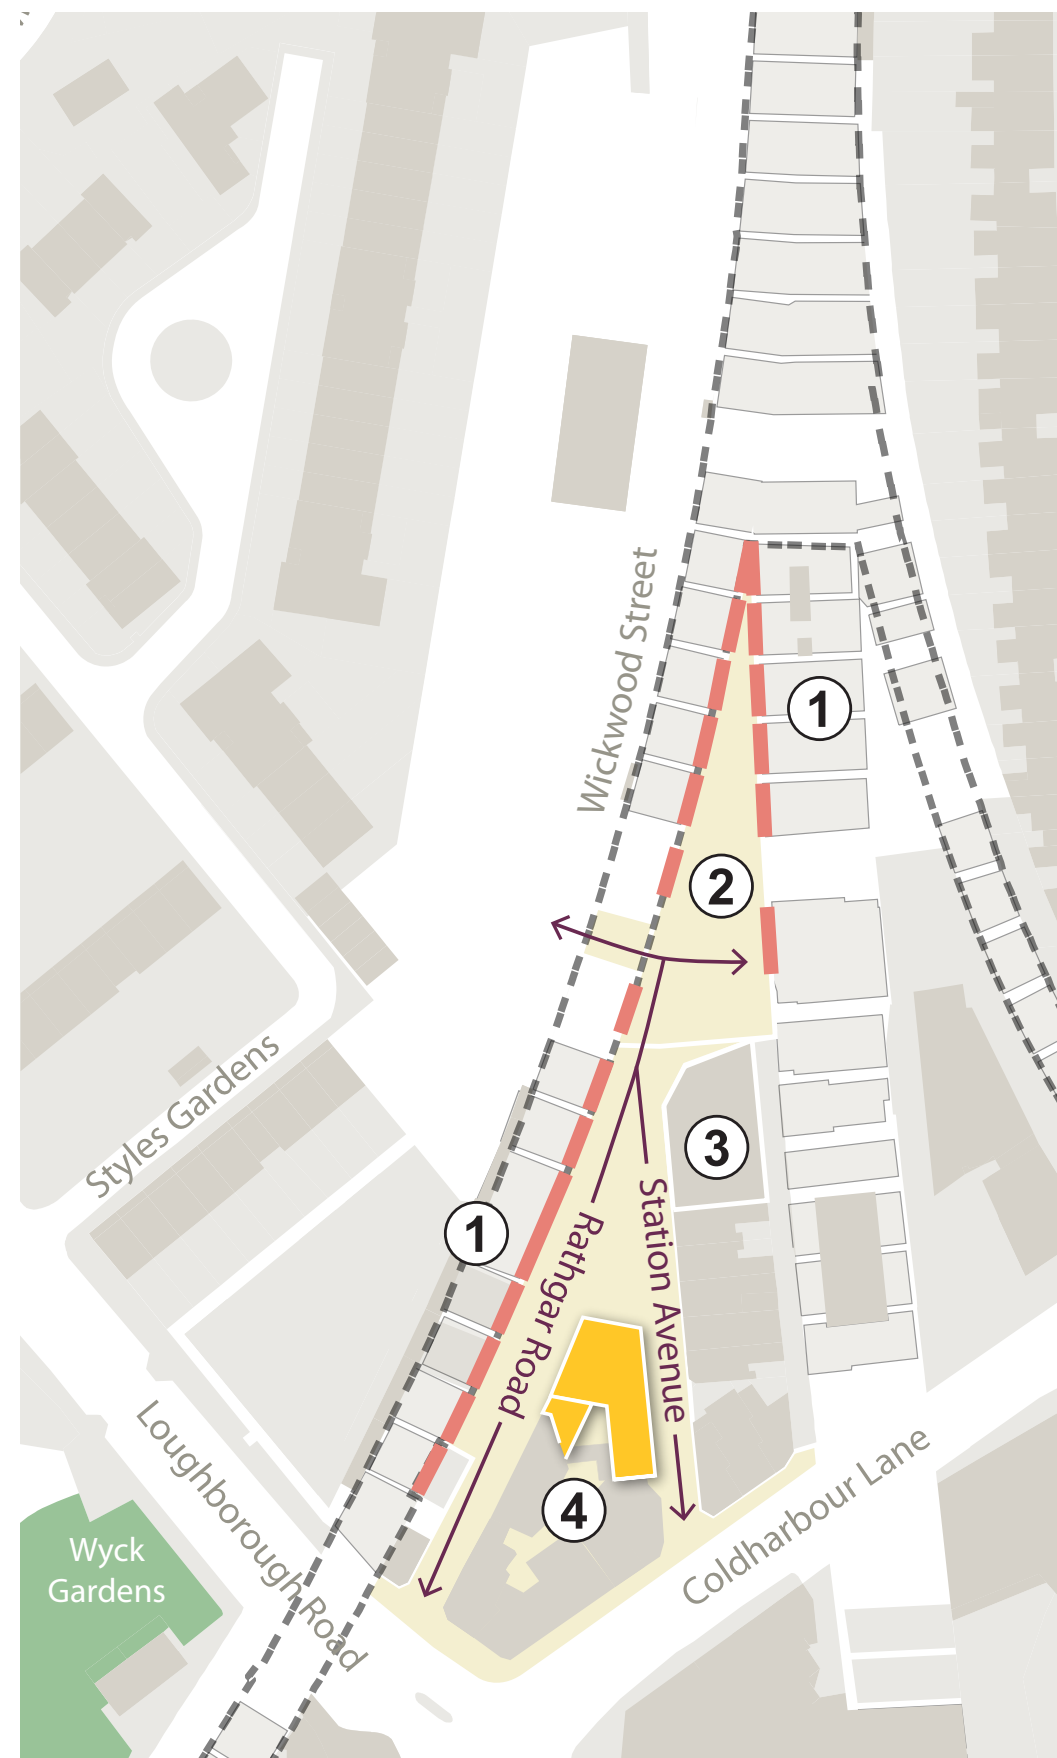 Wickwood Street
1
2
Styles Gardens
3
1
Station Avenue
Rathgar Road
Loughborough Road
4
Coldharbour Lane
Wyck
Gardens